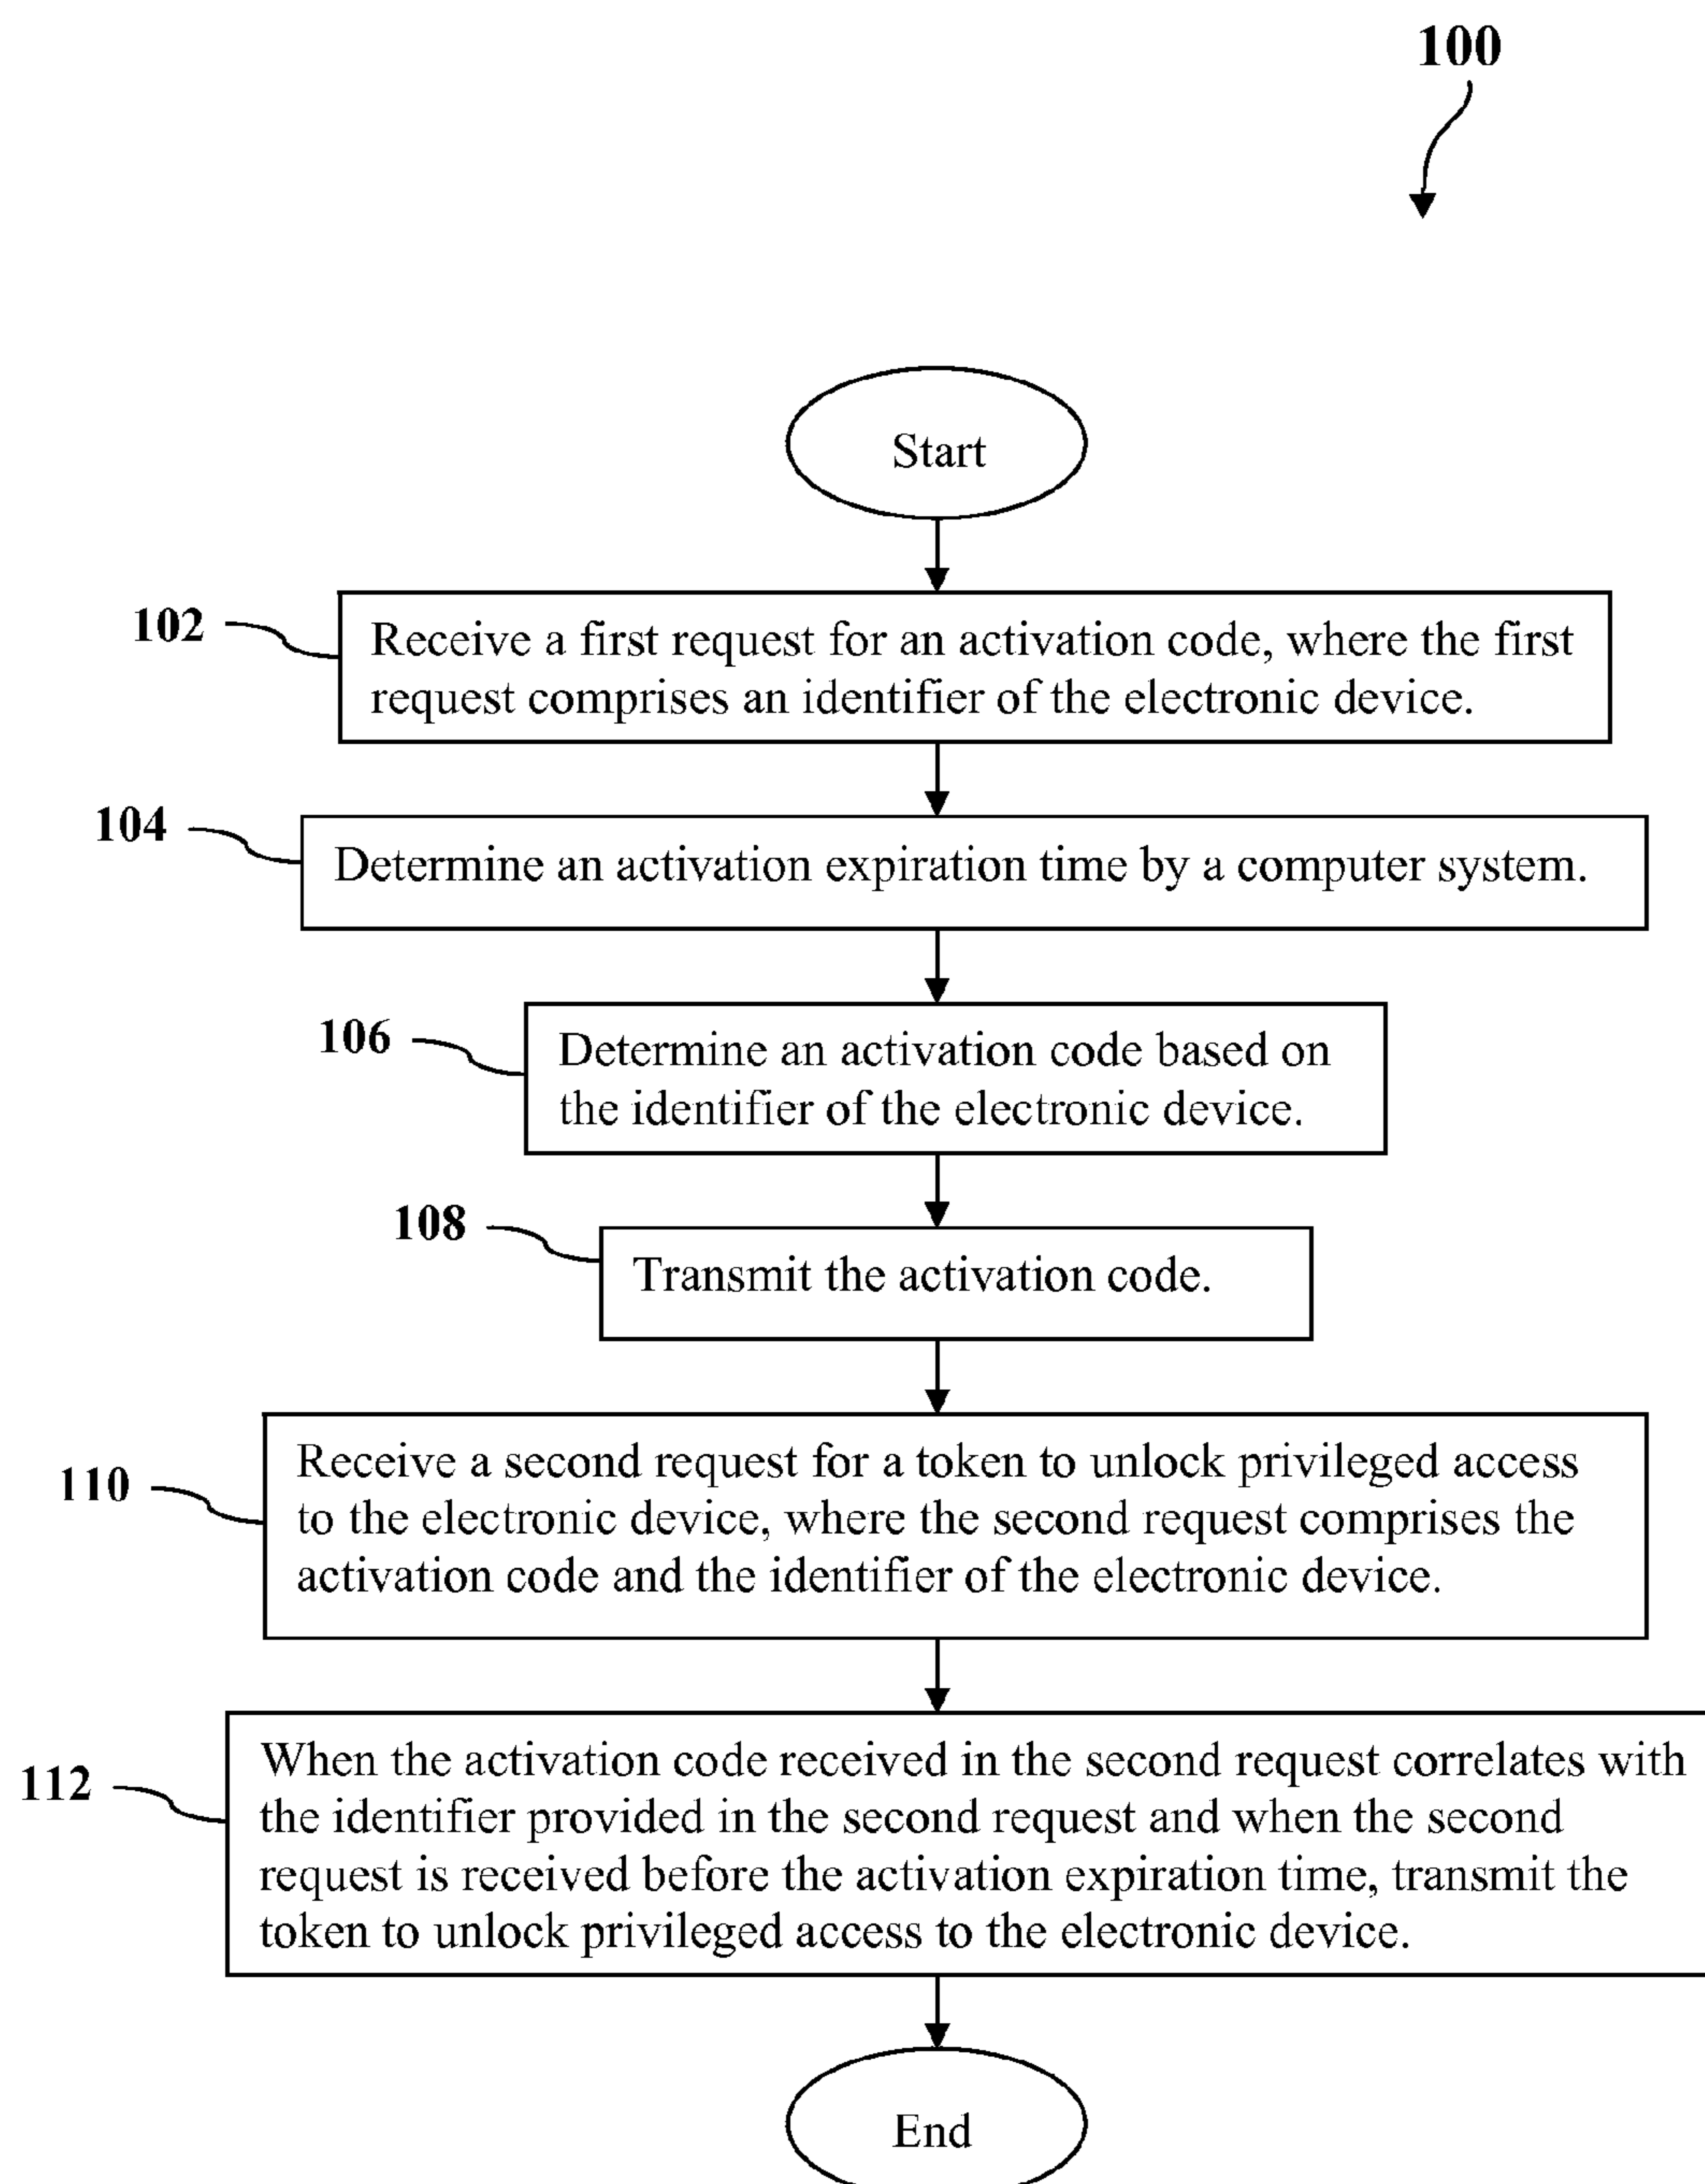 100
Start
102
Receive a first request for an activation code, where the first
request comprises an identifier of the electronic device.
104
Determine an activation expiration time by a computer system.
106
Determine an activation code based on
the identifier of the electronic device.
108
Transmit the activation code.
110
Receive a second request for a token to unlock privileged access
to the electronic device, where the second request comprises the
activation code and the identifier of the electronic device.
112
When the activation code received in the second request correlates with
the identifier provided in the second request and when the second
request is received before the activation expiration time, transmit the
token to unlock privileged access to the electronic device.
End